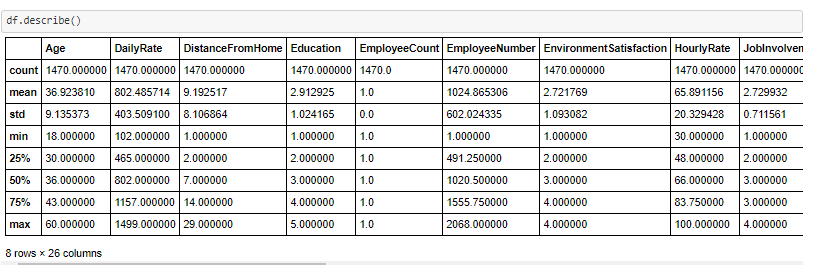 df.describe()
Age DailyRate DistanceFromHome Education EmployeeCount EmployeeNumber EnvironmentSatisfaction HourlyRate JobInvolvem
count 1470.000000 1470.000000 1470.000000 1470.000000 1470.0 1470.000000 1470.000000 1470.000000 1470.000000
mean 36.923810 802.485714 9.192517 2.912925 1.0 1024.865306 2.721769 65.891156 2.729932
std 9.135373 403.509100 8.106864 1.024165 0.0 602.024335 1.093082 20.329428 0.711561
min 18.000000 102.000000 1.000000 1.000000 1.0 1.000000 1.000000 30.000000 1.000000
25% 30.000000 465.000000 2.000000 2.000000 1.0 491.250000 2.000000 48.000000 2.000000
50% 36.000000 802.000000 7.000000 3.000000 1.0 1020.500000 3.000000 66.000000 3.000000
75% 43.000000 1157.000000 14.000000 4.000000 1.0 1555.750000 4.000000 83.750000 3.000000
max 60.000000 1499.000000 29.000000 5.000000 1.0 2068.000000 4.000000 100.000000 4.000000
8 rows × 26 columns